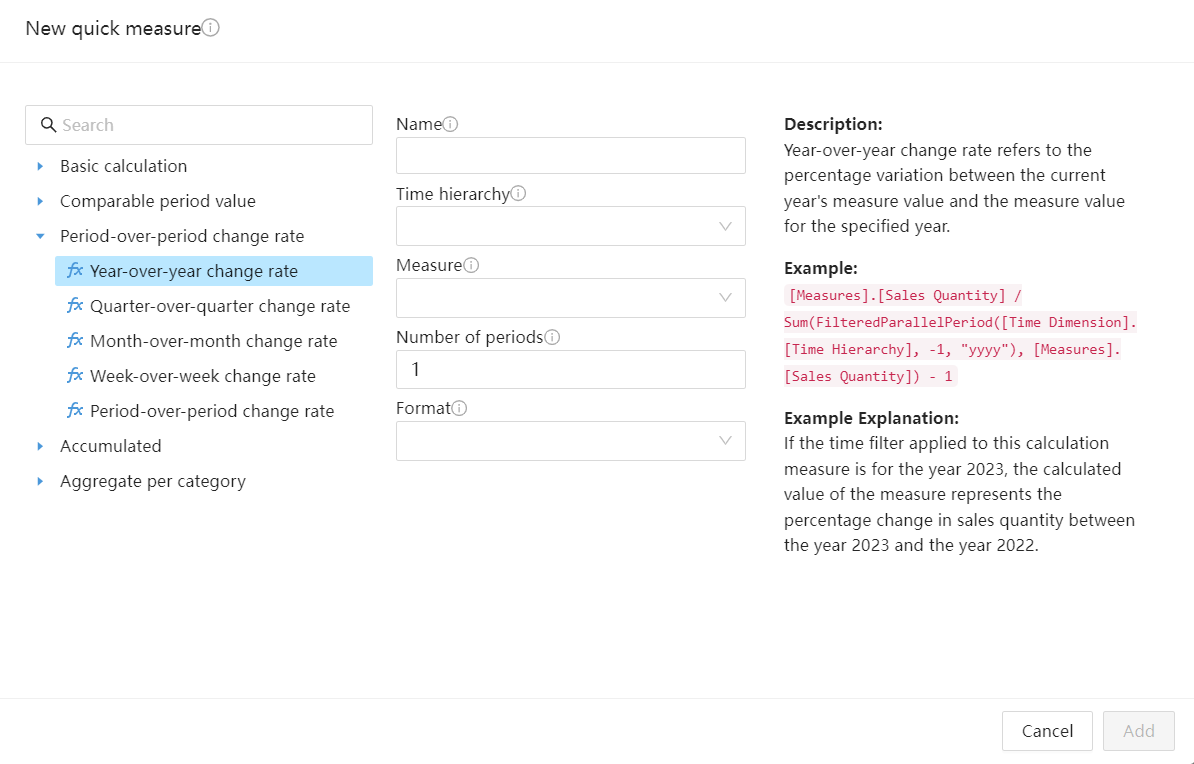 New quick measure
Search
Basic calculation
Comparable period value
Period-over-period change rate
Year-over-year change rate
Quarter-over-quarter change rate
Month-over-month change rate
Week-over-week change rate
Period-over-period change rate
Accumulated
Aggregate per category
Name
Time hierarchy
Measure
Number of periods
1
Format
Description:
Year-over-year change rate refers to the
percentage variation between the current
year's measure value and the measure value
for the specified year.
Example:
[Measures].[Sales Quantity] /
Sum(FilteredParallelPeriod([Time Dimension].
[Time Hierarchy], -1, "yyyy"), [Measures].
[Sales Quantity]) - 1
Example Explanation:
If the time filter applied to this calculation
measure is for the year 2023, the calculated
value of the measure represents the
percentage change in sales quantity between
the year 2023 and the year 2022.
Cancel
Add